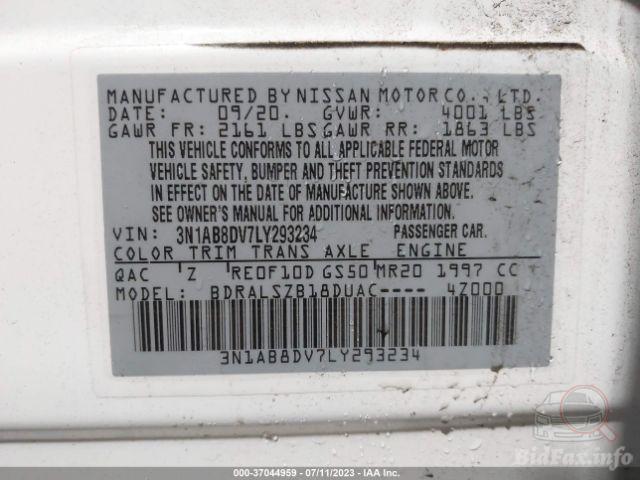 MANUFACTURED BY NISSAN MOTOR CO., LTD.
DATE: 09/20. GVWR: 4001 LBS
GAWR FR: 2161 LBS GAWR RR: 1863 LBS
THIS VEHICLE CONFORMS TO ALL APPLICABLE FEDERAL MOTOR
VEHICLE SAFETY, BUMPER AND THEFT PREVENTION STANDARDS
IN EFFECT ON THE DATE OF MANUFACTURE SHOWN ABOVE.
SEE OWNER'S MANUAL FOR ADDITIONAL INFORMATION.
VIN: 3N1AB8DV7LY293234 PASSENGER CAR.
COLOR TRIM TRANS AXLE ENGINE
QAC Z RE0F10D GS50 MR20 1997 CC
MODEL: BDRALSZB18DUAC---- 4Z000
3N1AB8DV7LY293234
BidFax.info
000-37044959 - 07/11/2023 - IAA Inc.